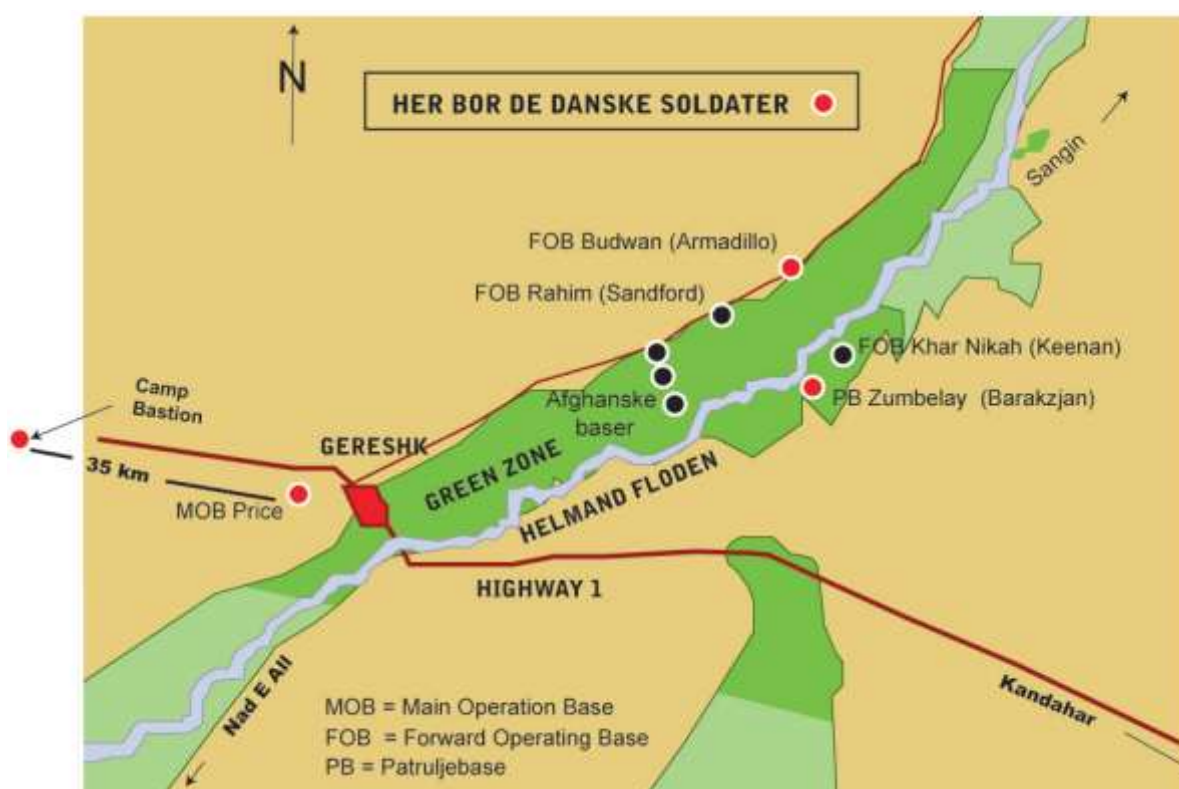 N
HER BOR DE DANSKE SOLDATER
Sangin
FOB Budwan (Armadillo)
FOB Rahim (Sandford)
FOB Khar Nikah (Keenan)
PB Zumbelay (Barakzjan)
Afghanske
baser
Camp
Bastion
GERESHK
35 km
MOB Price
GREEN ZONE
HELMAND FLODEN
HIGHWAY 1
Nad E All
Kandahar
MOB = Main Operation Base
FOB = Forward Operating Base
PB = Patruljebase